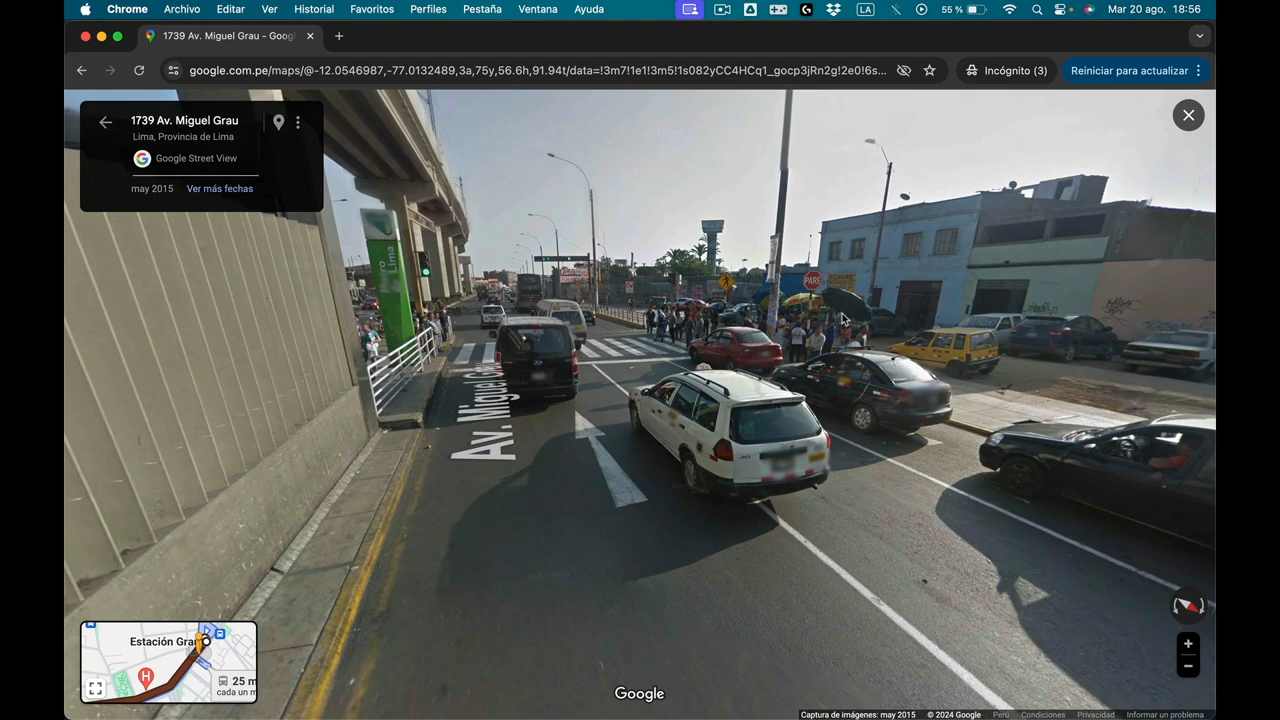 Chrome Archivo Editar Ver Historial Favoritos Perfiles Pestaña Ventana Ayuda LA 55 % Mar 20 ago. 18:56
1739 Av. Miguel Grau - Goog
google.com.pe/maps/@-12.0546987,-77.0132489,3a,75y,56.6h,91.94t/data=!3m7!1e1!3m5!1s082yCC4HCq1_gocp3jRn2g!2e0!6s...
Incógnito (3)
Reiniciar para actualizar
1739 Av. Miguel Grau
Lima, Provincia de Lima
Google Street View
may 2015 Ver más fechas
Metro
Lima
PARE
Av. Miguel Gr
Estación Grau
H
25 m
cada un m
Google
Captura de imágenes: may 2015 © 2024 Google Perú Condiciones Privacidad Informar un problema